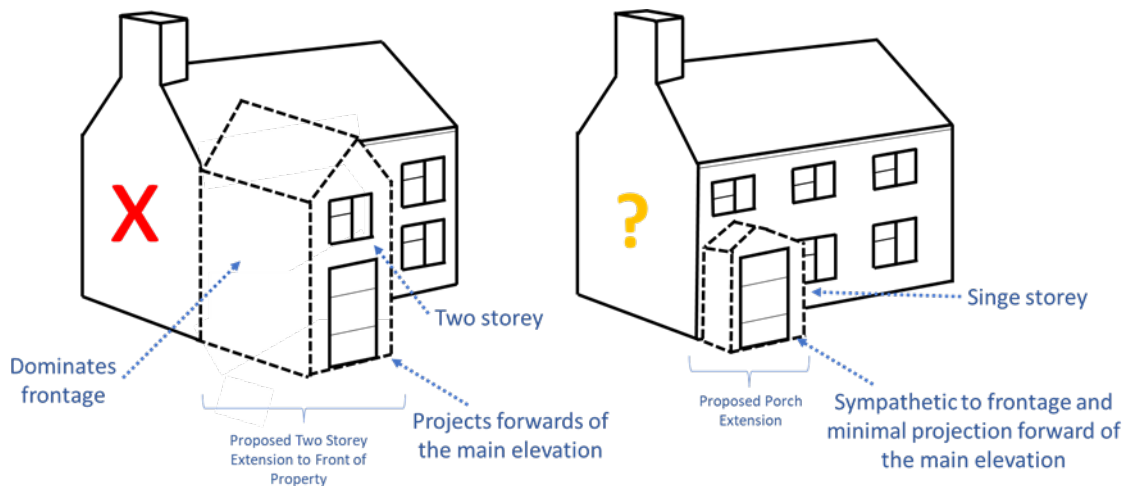 X
Dominates
frontage
Two storey
Projects forwards of
the main elevation
Proposed Two Storey
Extension to Front of
Property
?
Singe storey
Proposed Porch
Extension
Sympathetic to frontage and
minimal projection forward of
the main elevation